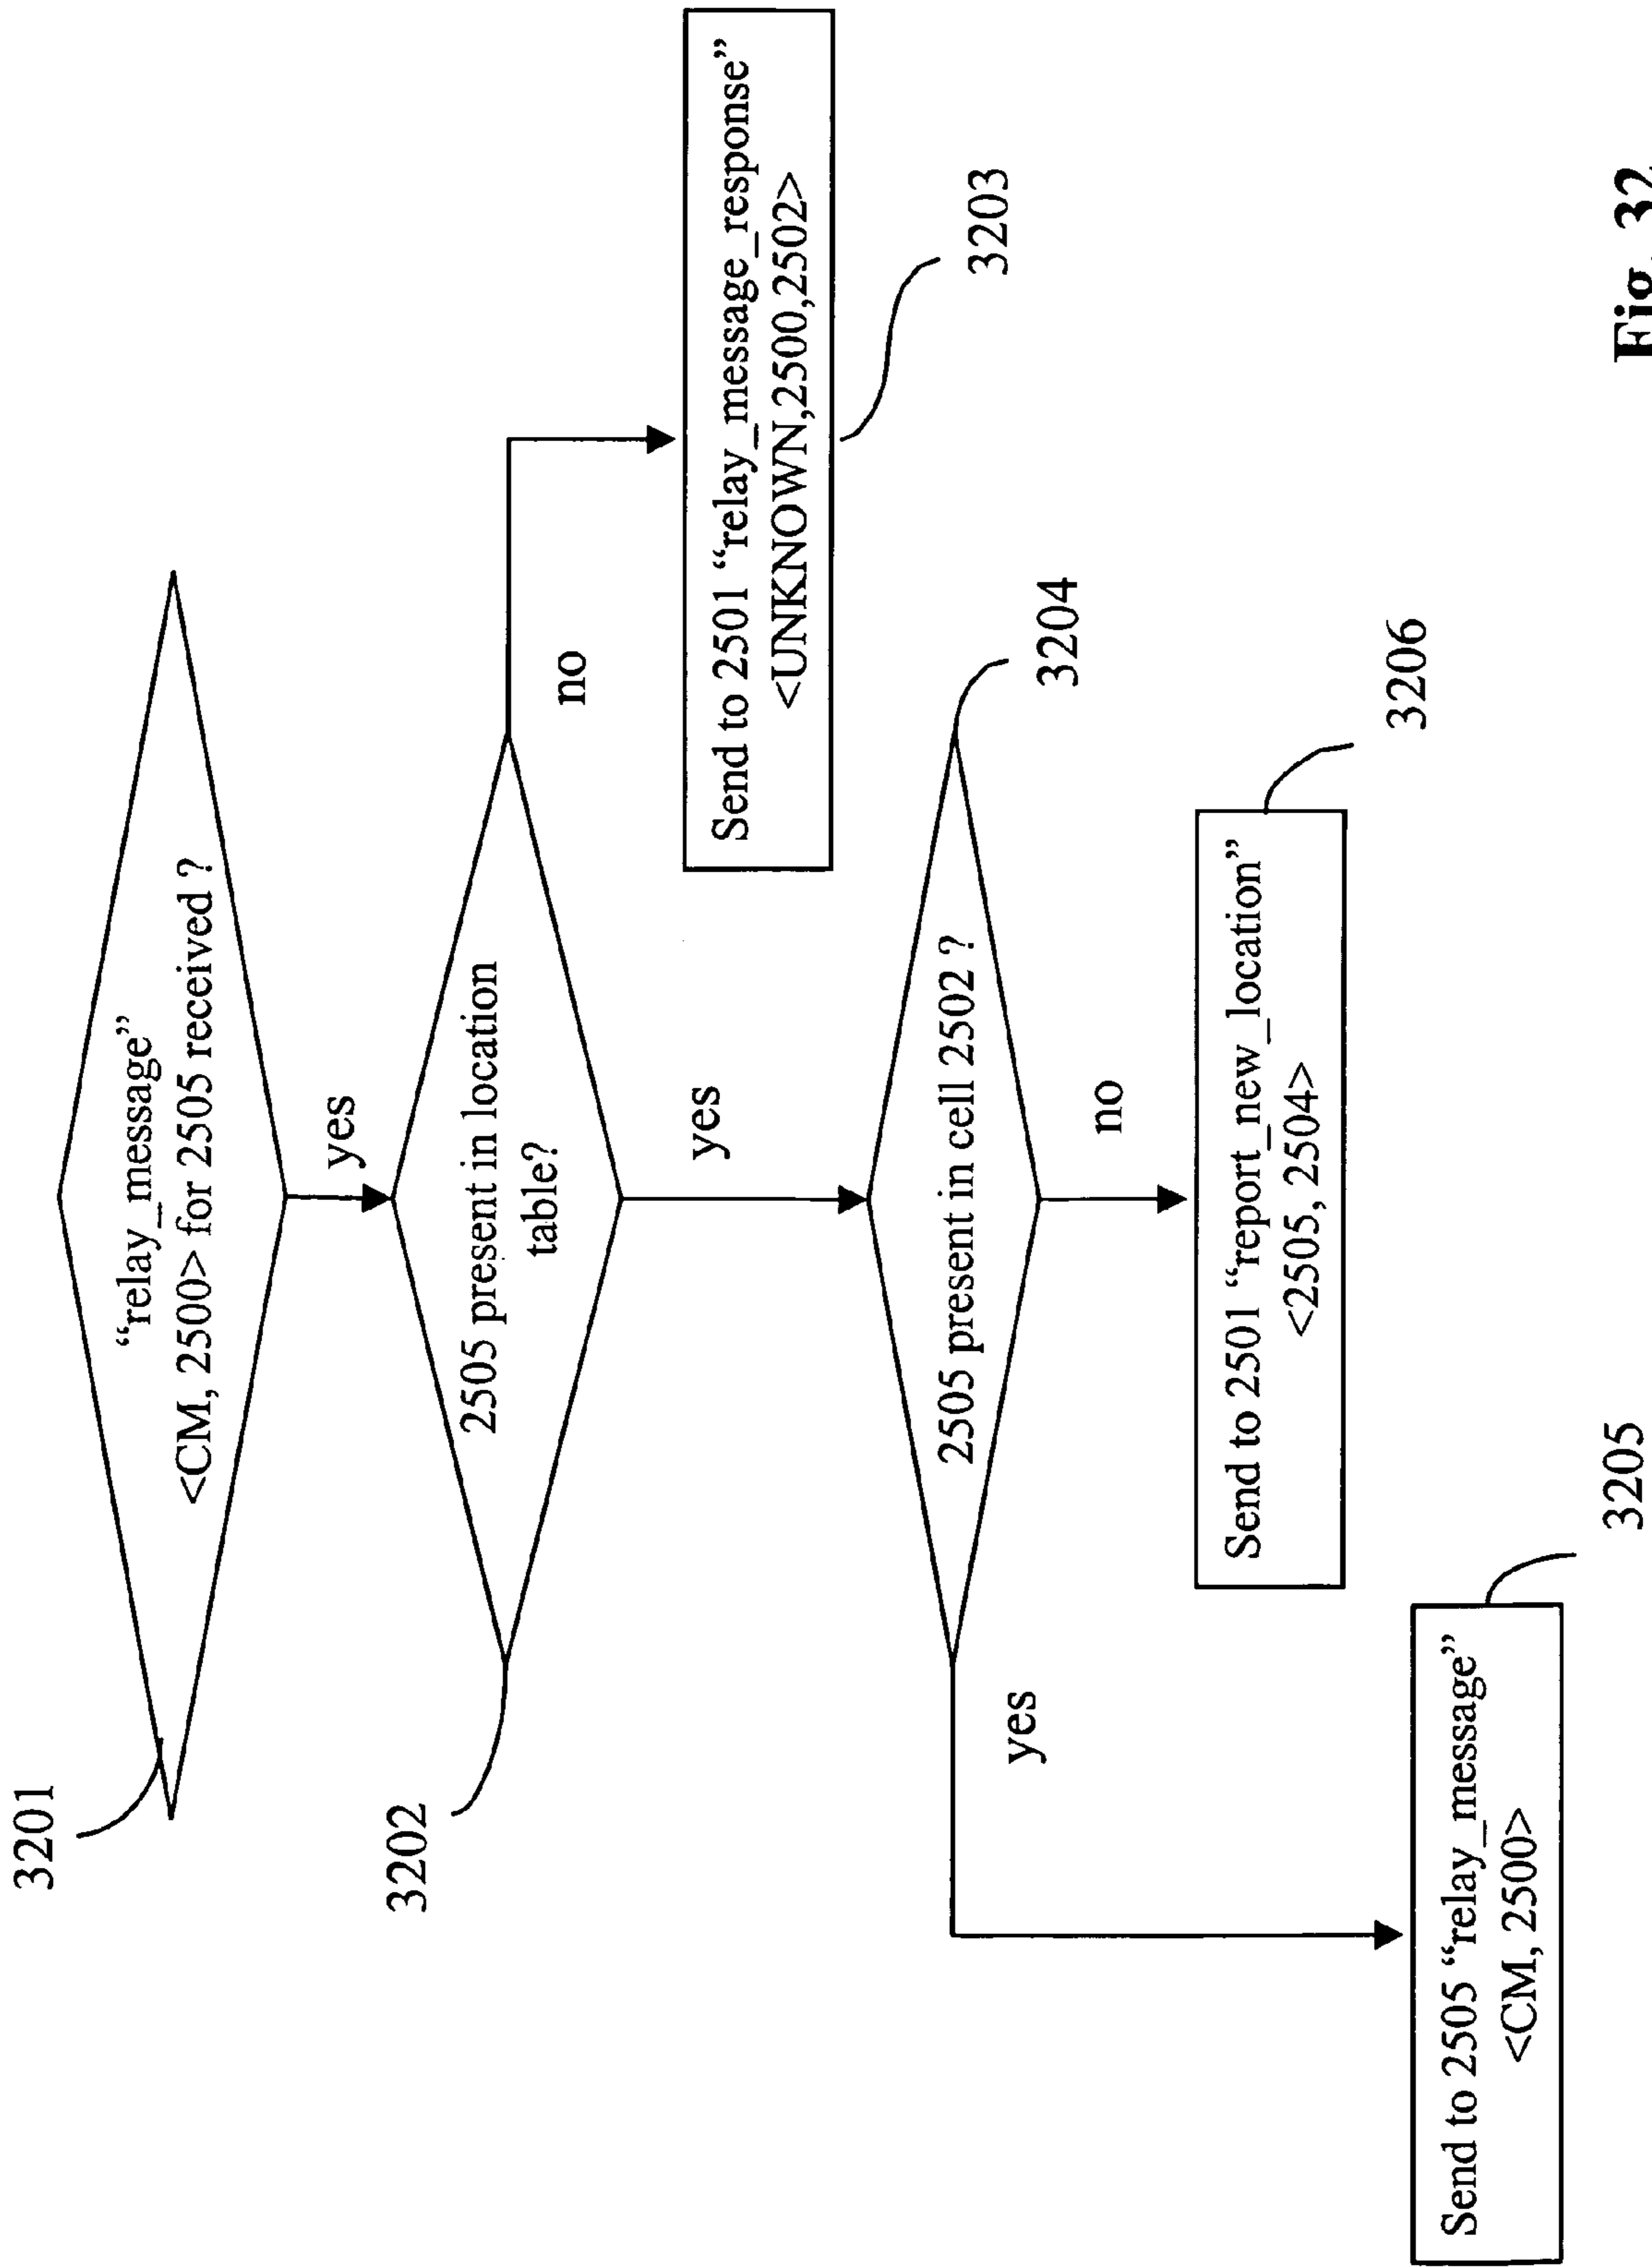 3201
“relay_message”
<CM, 2500> for 2505 received ?
yes
3202
2505 present in location
table?
no
Send to 2501 “relay_message_response”
<UNKNOWN,2500,2502>
3203
yes
3204
2505 present in cell 2502 ?
yes
no
3206
Send to 2501 “report_new_location”
<2505, 2504>
3205
Send to 2505 “relay_message”
<CM, 2500>
Fig. 32